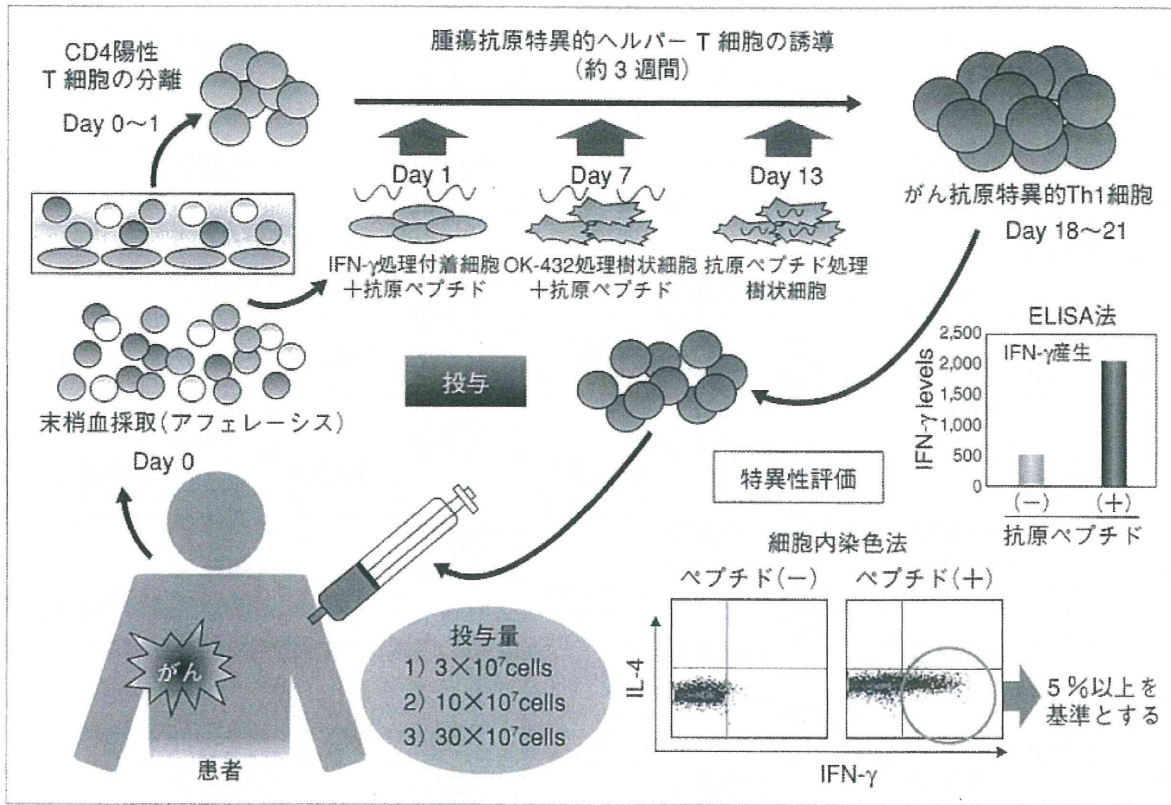 CD4陽性
T 細胞の分離
Day 0〜1
腫瘍抗原特異的ヘルパー T 細胞の誘導
(約 3 週間)
Day 1
Day 7
Day 13
IFN-γ処理付着細胞
＋抗原ペプチド
OK-432処理樹状細胞
＋抗原ペプチド
抗原ペプチド処理
樹状細胞
がん抗原特異的Th1細胞
Day 18〜21
末梢血採取(アフェレーシス)
Day 0
投与
ELISA法
IFN-γ産生
IFN-γ levels
2,500
2,000
1,500
1,000
500
0
(−)
(＋)
抗原ペプチド
特異性評価
細胞内染色法
ペプチド(−)
ペプチド(＋)
IL-4
IFN-γ
5 %以上を
基準とする
がん
患者
投与量
1) 3×10⁷cells
2) 10×10⁷cells
3) 30×10⁷cells